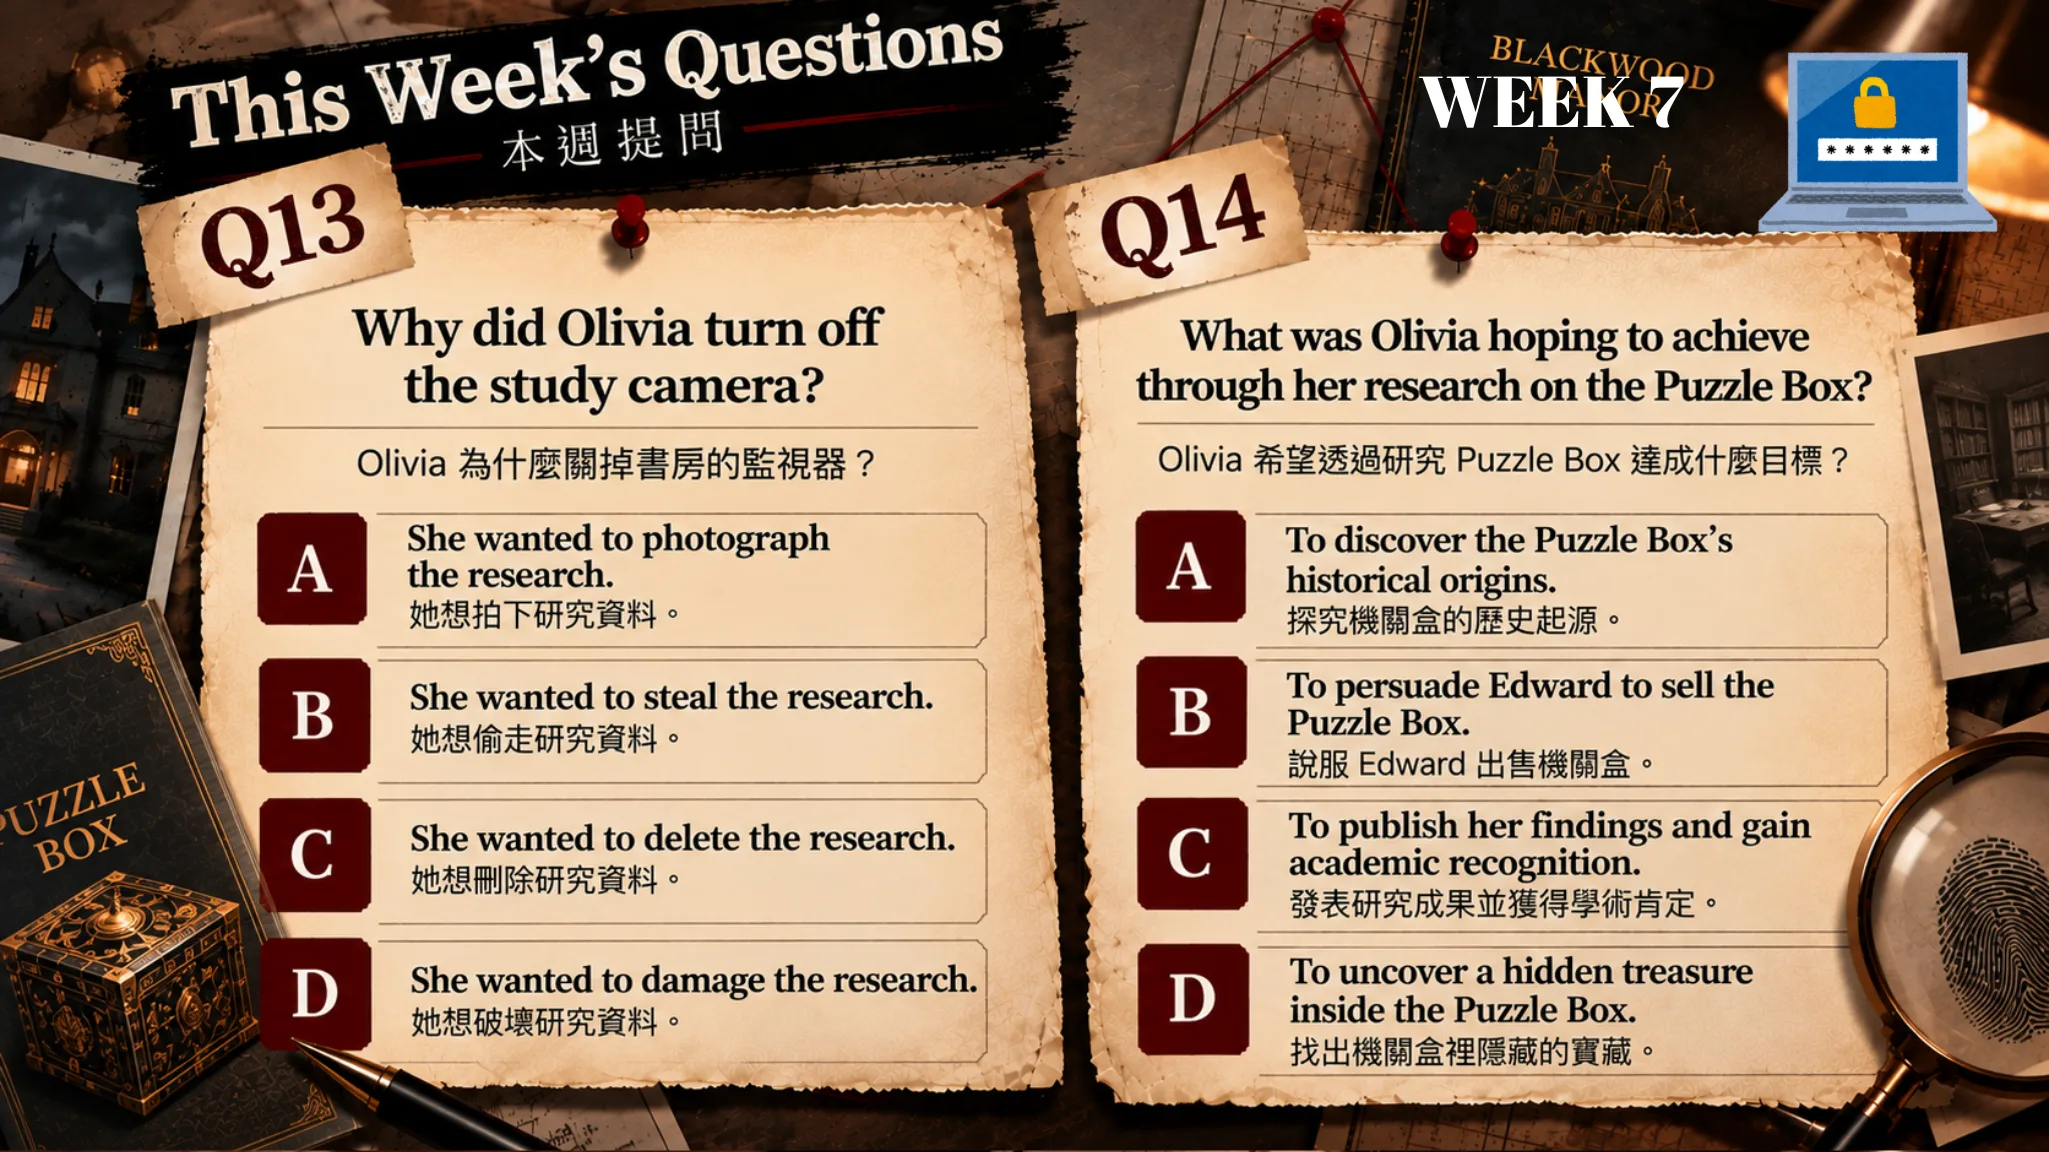 This Week's Questions
本週提問
BLACKWOOD
MANOR
WEEK 7
******
Q13
Why did Olivia turn off
the study camera?
Olivia 為什麼關掉書房的監視器？
A
She wanted to photograph
the research.
她想拍下研究資料。
B
She wanted to steal the research.
她想偷走研究資料。
C
She wanted to delete the research.
她想刪除研究資料。
D
She wanted to damage the research.
她想破壞研究資料。
Q14
What was Olivia hoping to achieve
through her research on the Puzzle Box?
Olivia 希望透過研究 Puzzle Box 達成什麼目標？
A
To discover the Puzzle Box's
historical origins.
探究機關盒的歷史起源。
B
To persuade Edward to sell the
Puzzle Box.
說服 Edward 出售機關盒。
C
To publish her findings and gain
academic recognition.
發表研究成果並獲得學術肯定。
D
To uncover a hidden treasure
inside the Puzzle Box.
找出機關盒裡隱藏的寶藏。
PUZZLE
BOX